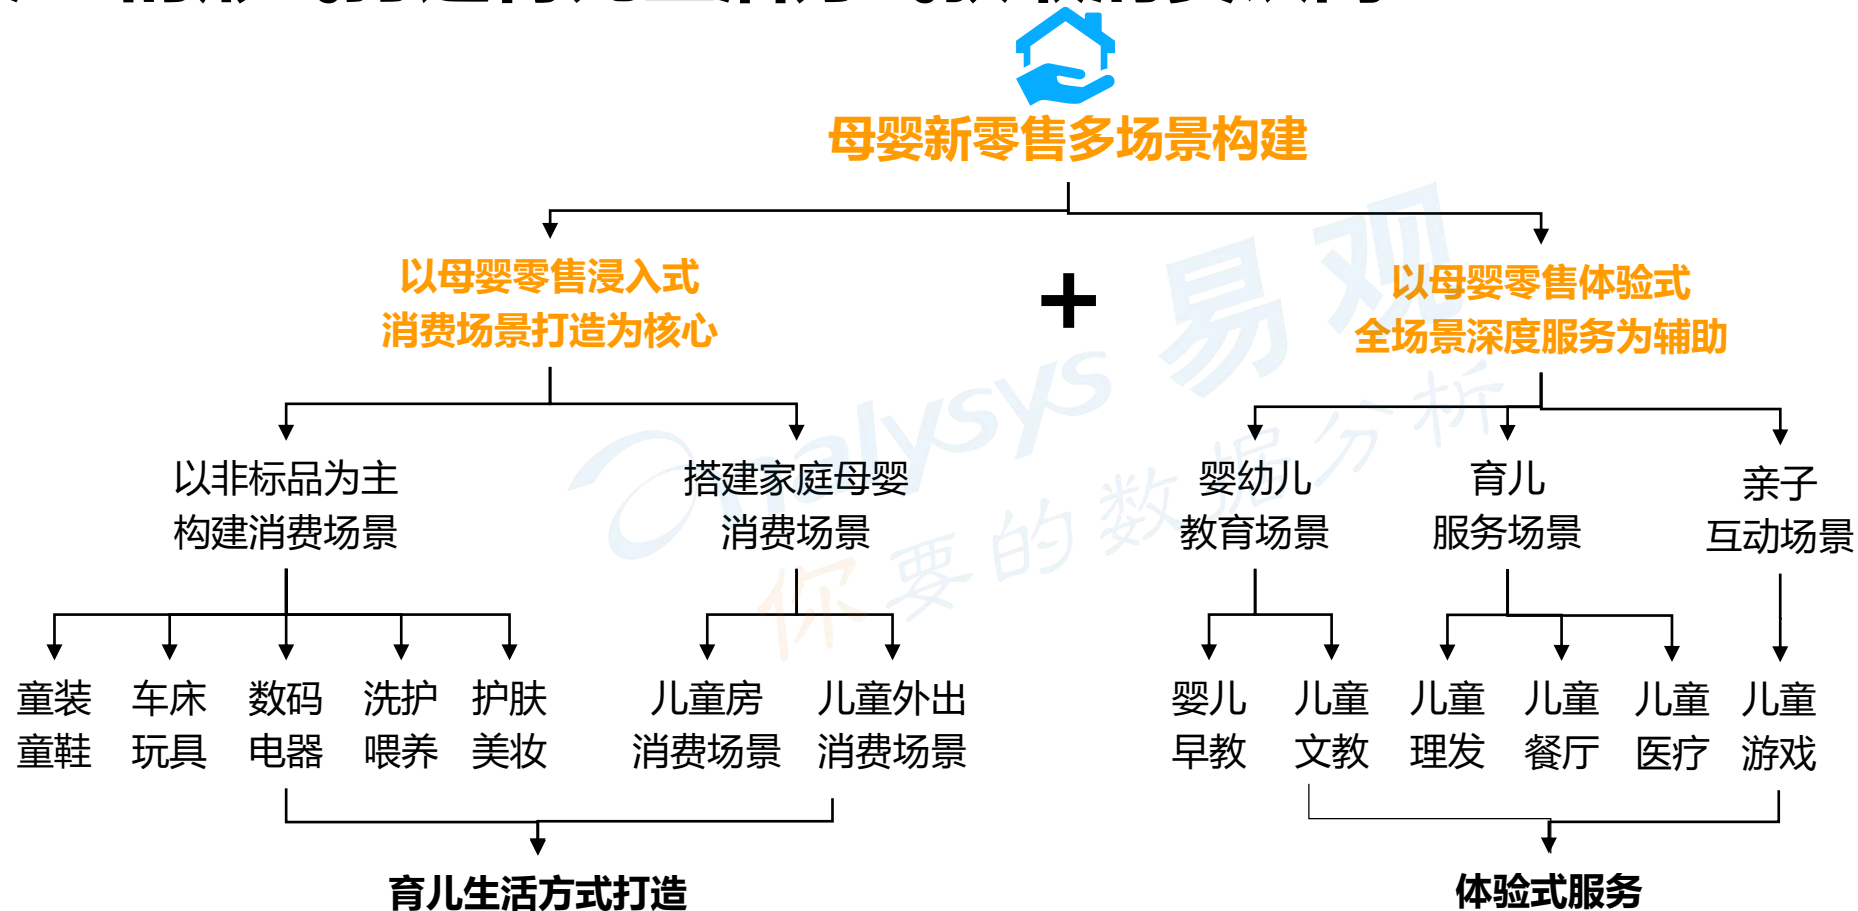 母婴新零售多场景构建
以母婴零售浸入式
消费场景打造为核心
+
以母婴零售体验式
全场景深度服务为辅助
以非标品为主
构建消费场景
搭建家庭母婴
消费场景
婴幼儿
教育场景
育儿
服务场景
亲子
互动场景
童装
童鞋
车床
玩具
数码
电器
洗护
喂养
护肤
美妆
儿童房
消费场景
儿童外出
消费场景
婴儿
早教
儿童
文教
儿童
理发
儿童
餐厅
儿童
医疗
儿童
游戏
育儿生活方式打造
体验式服务
nalysys 易观
你要的数据分析